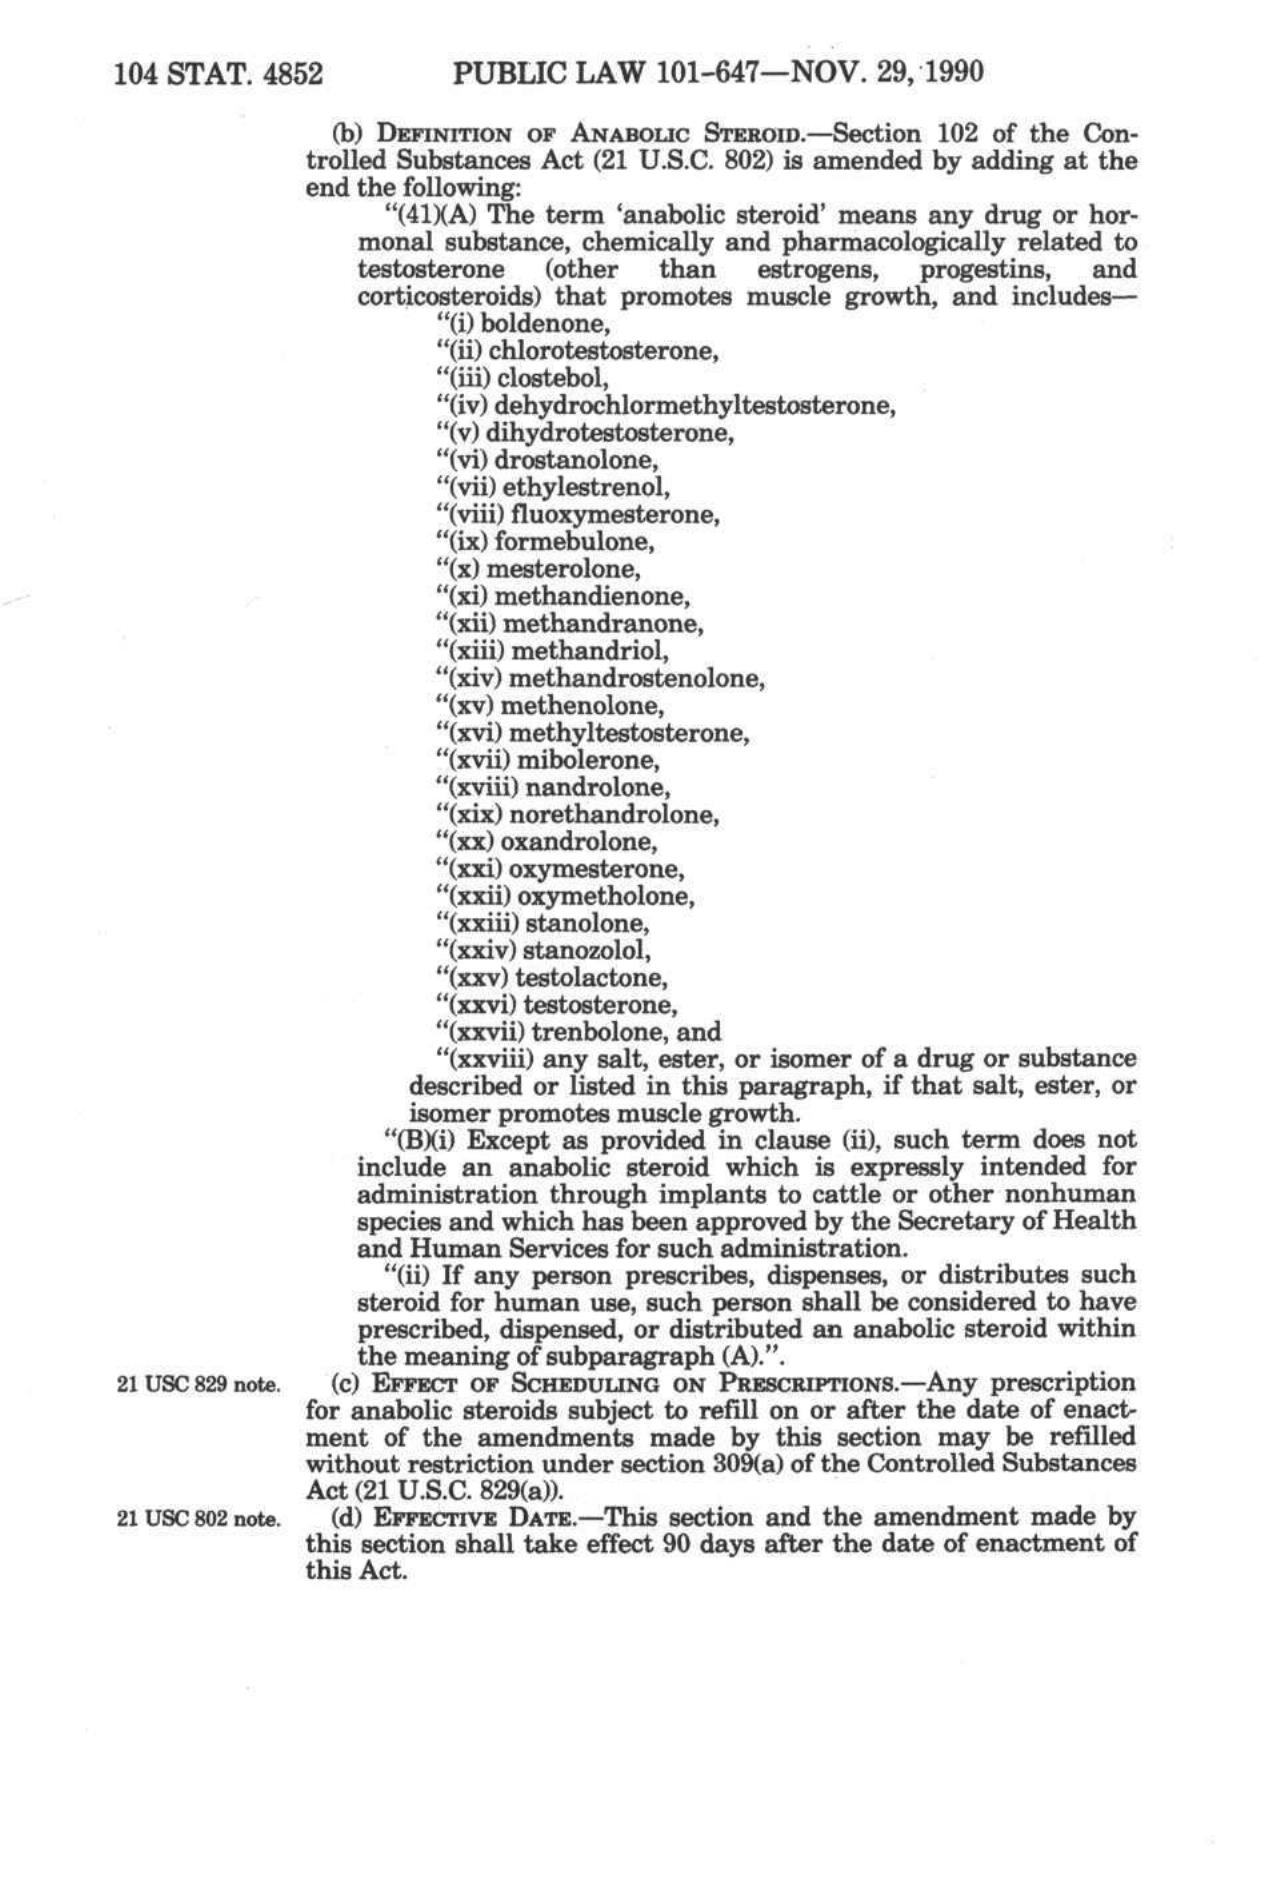 104 STAT. 4852 PUBLIC LAW 101-647—NOV. 29, 1990
(b) DEFINITION OF ANABOLIC STEROID.—Section 102 of the Con-
trolled Substances Act (21 U.S.C. 802) is amended by adding at the
end the following:
"(41)(A) The term 'anabolic steroid' means any drug or hor-
monal substance, chemically and pharmacologically related to
testosterone (other than estrogens, progestins, and
corticosteroids) that promotes muscle growth, and includes—
"(i) boldenone,
"(ii) chlorotestosterone,
"(iii) clostebol,
"(iv) dehydrochlormethyltestosterone,
"(v) dihydrotestosterone,
"(vi) drostanolone,
"(vii) ethylestrenol,
"(viii) fluoxymesterone,
"(ix) formebulone,
"(x) mesterolone,
"(xi) methandienone,
"(xii) methandranone,
"(xiii) methandriol,
"(xiv) methandrostenolone,
"(xv) methenolone,
"(xvi) methyltestosterone,
"(xvii) mibolerone,
"(xviii) nandrolone,
"(xix) norethandrolone,
"(xx) oxandrolone,
"(xxi) oxymesterone,
"(xxii) oxymetholone,
"(xxiii) stanolone,
"(xxiv) stanozolol,
"(xxv) testolactone,
"(xxvi) testosterone,
"(xxvii) trenbolone, and
"(xxviii) any salt, ester, or isomer of a drug or substance
described or listed in this paragraph, if that salt, ester, or
isomer promotes muscle growth.
"(B)(i) Except as provided in clause (ii), such term does not
include an anabolic steroid which is expressly intended for
administration through implants to cattle or other nonhuman
species and which has been approved by the Secretary of Health
and Human Services for such administration.
"(ii) If any person prescribes, dispenses, or distributes such
steroid for human use, such person shall be considered to have
prescribed, dispensed, or distributed an anabolic steroid within
the meaning of subparagraph (A).".
21 USC 829 note. (c) EFFECT OF SCHEDULING ON PRESCRIPTIONS.—Any prescription
for anabolic steroids subject to refill on or after the date of enact-
ment of the amendments made by this section may be refilled
without restriction under section 309(a) of the Controlled Substances
Act (21 U.S.C. 829(a)).
21 USC 802 note. (d) EFFECTIVE DATE.—This section and the amendment made by
this section shall take effect 90 days after the date of enactment of
this Act.